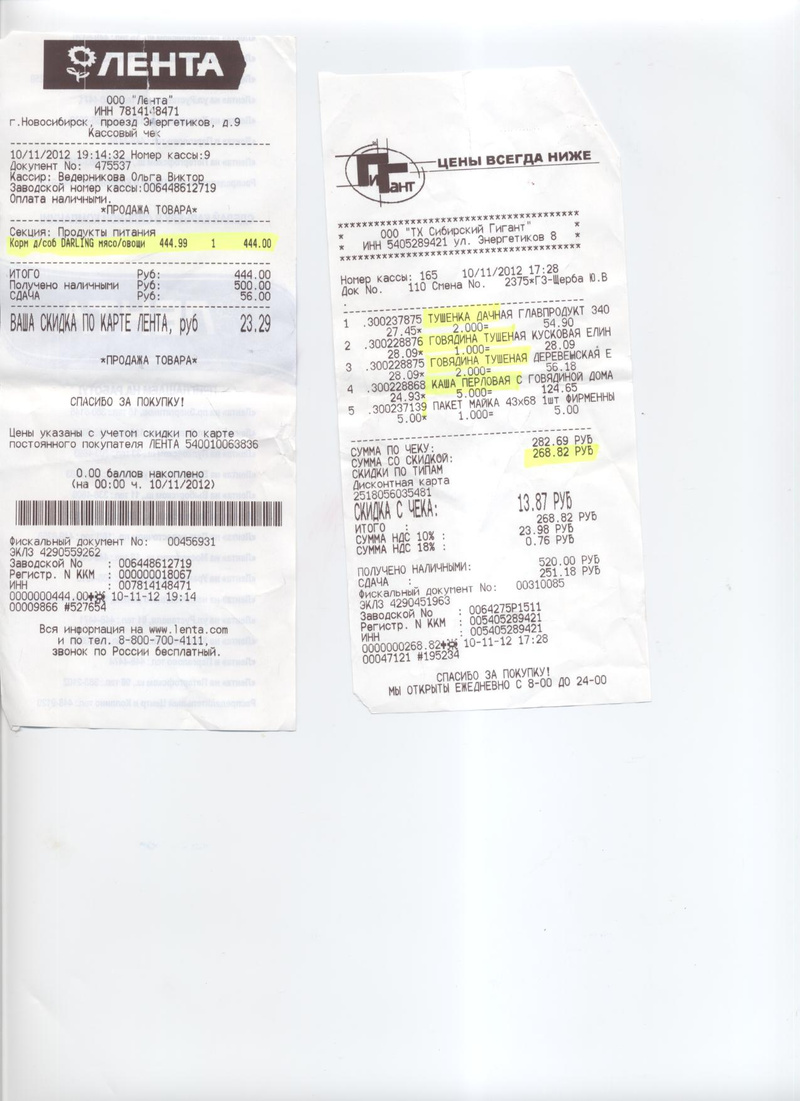 ЛЕНТА
ООО "Лента"
ИНН 7814148471
г.Новосибирск, проезд Энергетиков, д.9
Кассовый чек
10/11/2012 19:14:32 Номер кассы:9
Документ No: 475537
Кассир: Ведерникова Ольга Виктор
Заводской номер кассы:006448612719
Оплата наличными.
*ПРОДАЖА ТОВАРА*
Секция: Продукты питания
Корм д/соб DARLING мясо/овощи 444.99 1 444.00
ИТОГО Руб: 444.00
Получено наличными Руб: 500.00
СДАЧА Руб: 56.00
ВАША СКИДКА ПО КАРТЕ ЛЕНТА, руб 23.29
*ПРОДАЖА ТОВАРА*
СПАСИБО ЗА ПОКУПКУ!
Цены указаны с учетом скидки по карте
постоянного покупателя ЛЕНТА 540010063836
0.00 баллов накоплено
(на 00:00 ч. 10/11/2012)
Фискальный документ No: 00456931
ЭКЛЗ 4290559262
Заводской No : 006448612719
Регистр. N ККМ : 000000018067
ИНН : 007814148471
0000000444.00 10-11-12 19:14
00009866 #527654
Вся информация на www.lenta.com
и по тел. 8-800-700-4111,
звонок по России бесплатный.
ГИГАНТ ЦЕНЫ ВСЕГДА НИЖЕ
****************************************
* ООО "ТХ Сибирский Гигант" *
* ИНН 5405289421 ул. Энергетиков 8 *
****************************************
Номер кассы: 165 10/11/2012 17:28
Док No. 110 Смена No. 2375*ГЗ-Щерба Ю.В
.
1 .300237875 ТУШЕНКА ДАЧНАЯ ГЛАВПРОДУКТ 340
27.45* 2.000= 54.90
2 .300228876 ГОВЯДИНА ТУШЕНАЯ КУСКОВАЯ ЕЛИН
28.09* 1.000= 28.09
3 .300228875 ГОВЯДИНА ТУШЕНАЯ ДЕРЕВЕНСКАЯ Е
28.09* 2.000= 56.18
4 .300228868 КАША ПЕРЛОВАЯ С ГОВЯДИНОЙ ДОМА
24.93* 5.000= 124.65
5 .300237139 ПАКЕТ МАЙКА 43x68 1шт ФИРМЕННЫ
5.00* 1.000= 5.00
СУММА ПО ЧЕКУ: 282.69 РУБ
СУММА СО СКИДКОЙ: 268.82 РУБ
СКИДКИ ПО ТИПАМ
Дисконтная карта
2518056035481
СКИДКА С ЧЕКА: 13.87 РУБ
ИТОГО : 268.82 РУБ
СУММА НДС 10% : 23.98 РУБ
СУММА НДС 18% : 0.76 РУБ
ПОЛУЧЕНО НАЛИЧНЫМИ: 520.00 РУБ
СДАЧА : 251.18 РУБ
Фискальный документ No: 00310085
ЭКЛЗ 4290451963
Заводской No : 0064275P1511
Регистр. N ККМ : 005405289421
ИНН : 005405289421
0000000268.82 10-11-12 17:28
00047121 #195234
СПАСИБО ЗА ПОКУПКУ!
МЫ ОТКРЫТЫ ЕЖЕДНЕВНО С 8-00 ДО 24-00